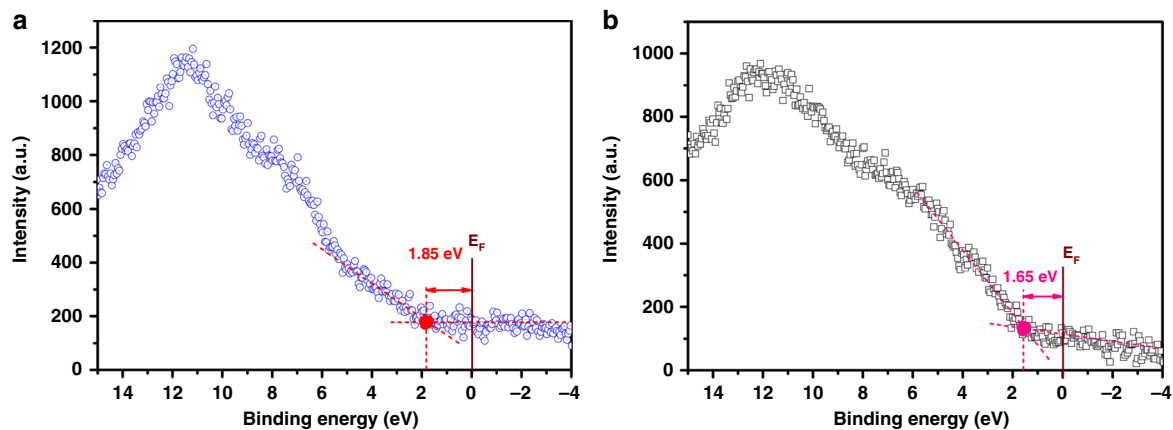 a
1200
1000
800
600
400
200
0
Intensity (a.u.)
14 12 10 8 6 4 2 0 –2 –4
Binding energy (eV)
1.85 eV
E_F
b
1000
800
600
400
200
0
Intensity (a.u.)
14 12 10 8 6 4 2 0 –2 –4
Binding energy (eV)
1.65 eV
E_F